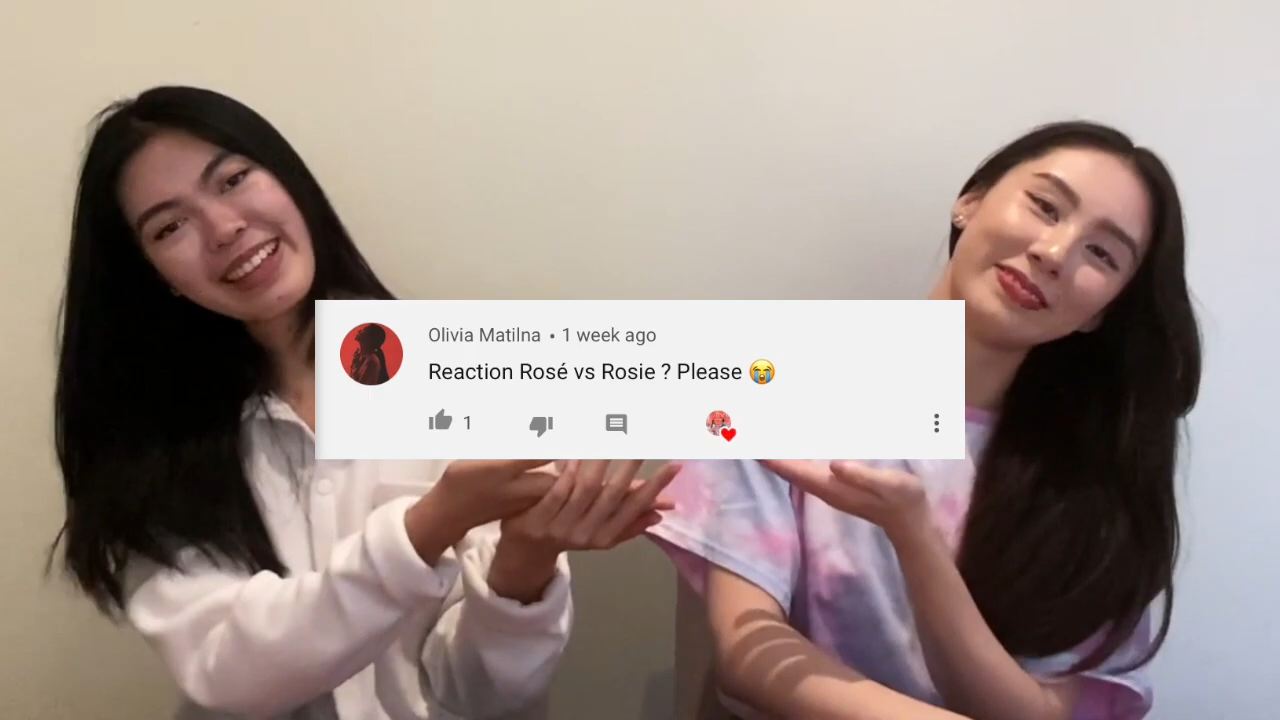 Olivia Matilna • 1 week ago
Reaction Rosé vs Rosie ? Please 😭
1